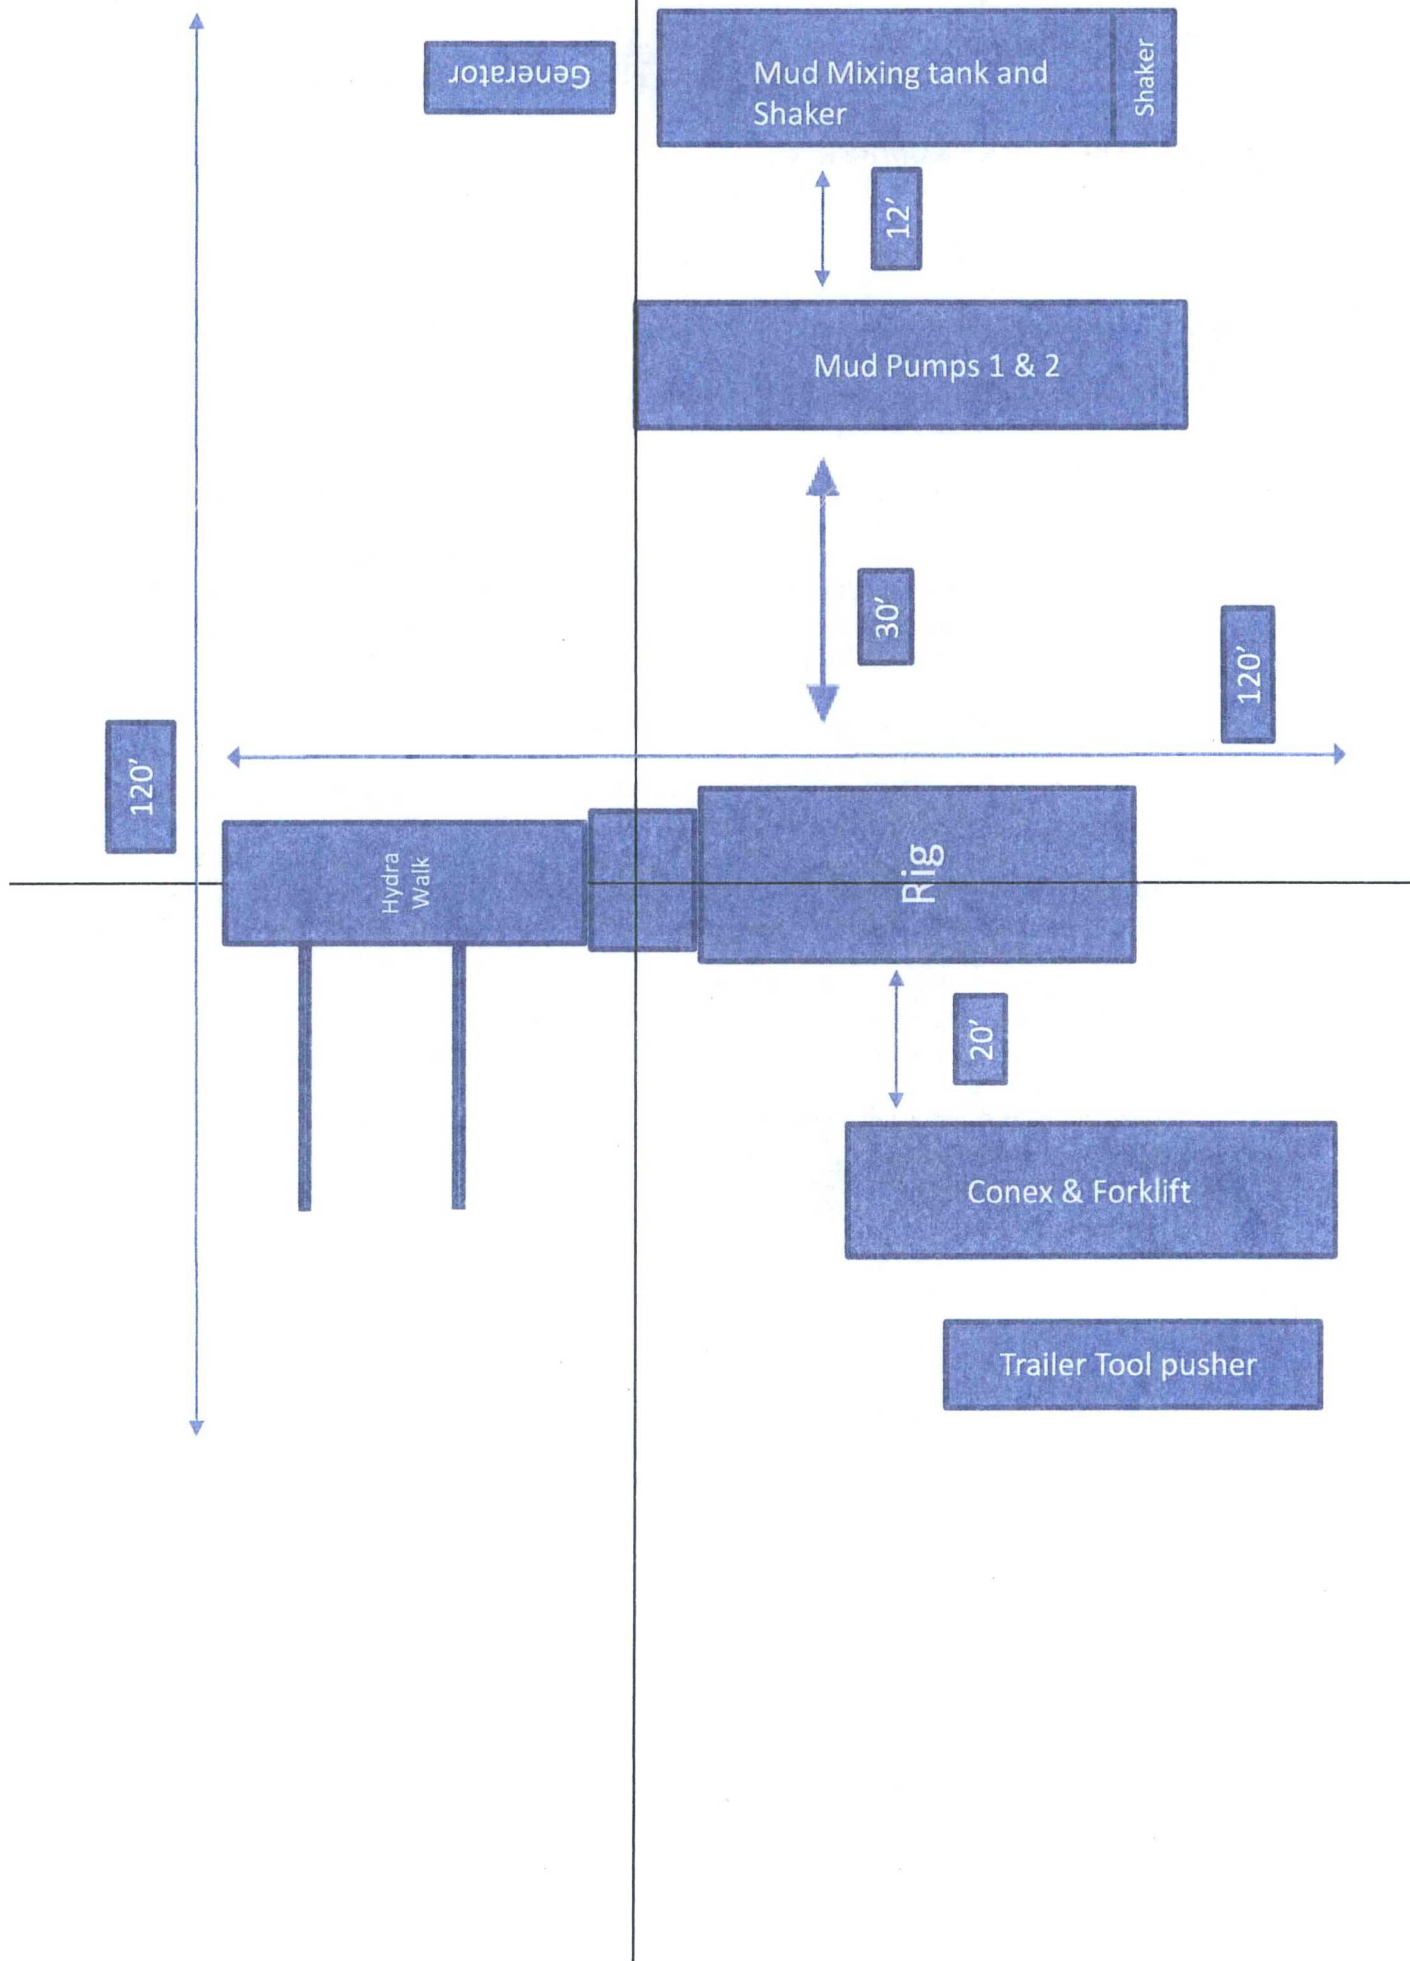 Generator
Mud Mixing tank and
Shaker
Shaker
12'
Mud Pumps 1 & 2
30'
120'
120'
Hydra
Walk
Rig
20'
Conex & Forklift
Trailer Tool pusher